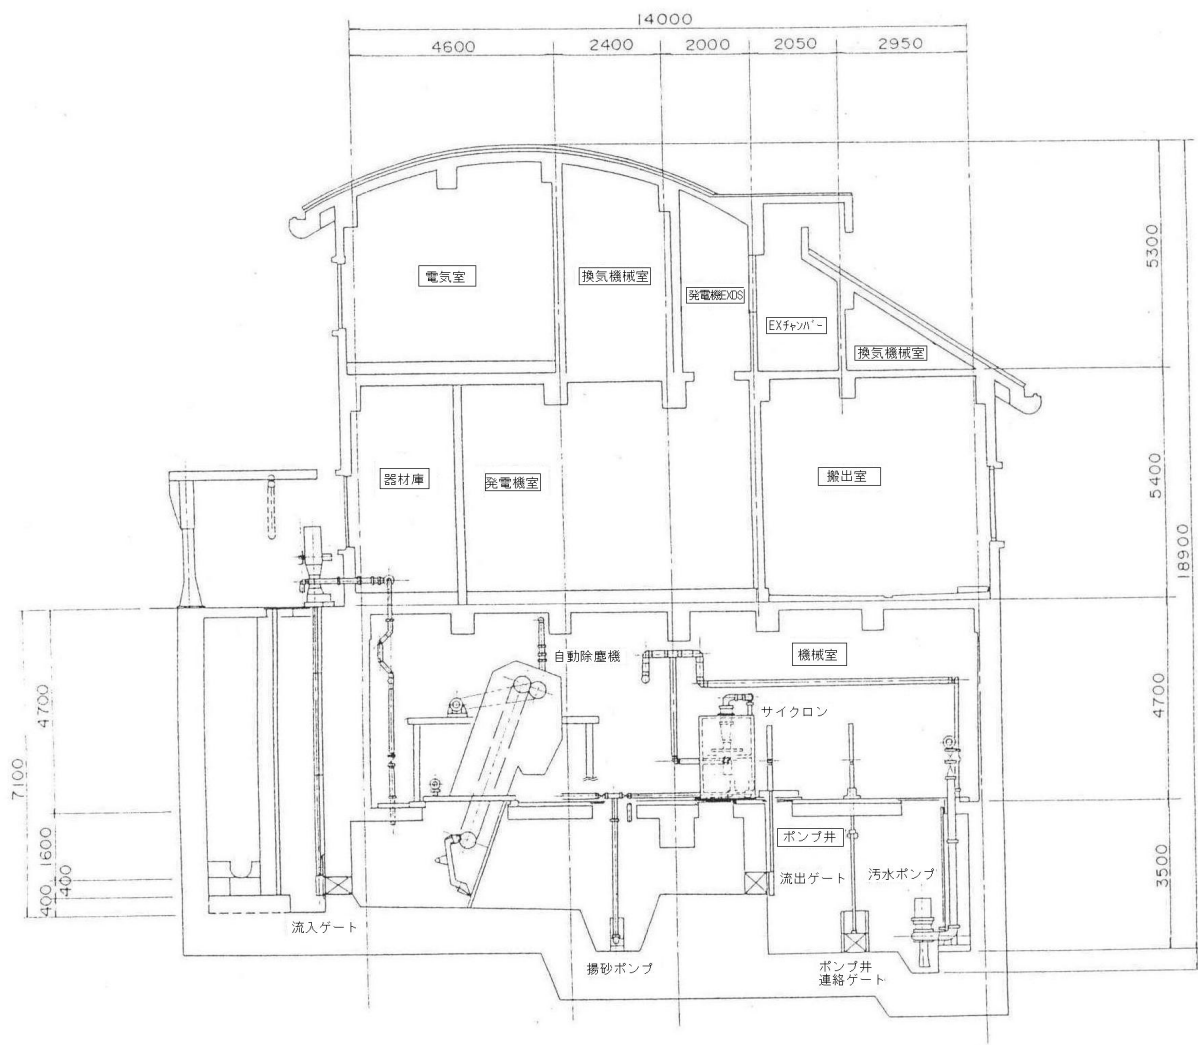 14000
4600
2400
2000
2050
2950
電気室
換気機械室
発電機EXDS
EXチャンバー
換気機械室
5300
器材庫
発電機室
搬出室
5400
18900
自動除塵機
機械室
サイクロン
7100
4700
4700
1600
400
400
ポンプ井
流出ゲート
汚水ポンプ
3500
流入ゲート
揚砂ポンプ
ポンプ井
連絡ゲート